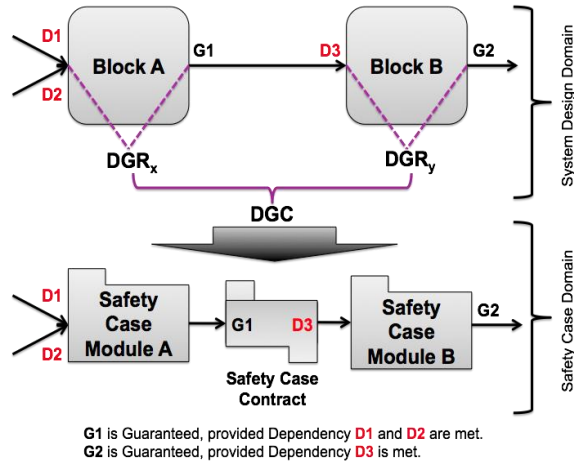 D1
D2
Block A
G1
D3
Block B
G2
System Design Domain
DGRx
DGRy
DGC
D1
D2
Safety
Case
Module A
G1
D3
Safety Case
Contract
Safety
Case
Module B
G2
Safety Case Domain
G1 is Guaranteed, provided Dependency D1 and D2 are met.
G2 is Guaranteed, provided Dependency D3 is met.